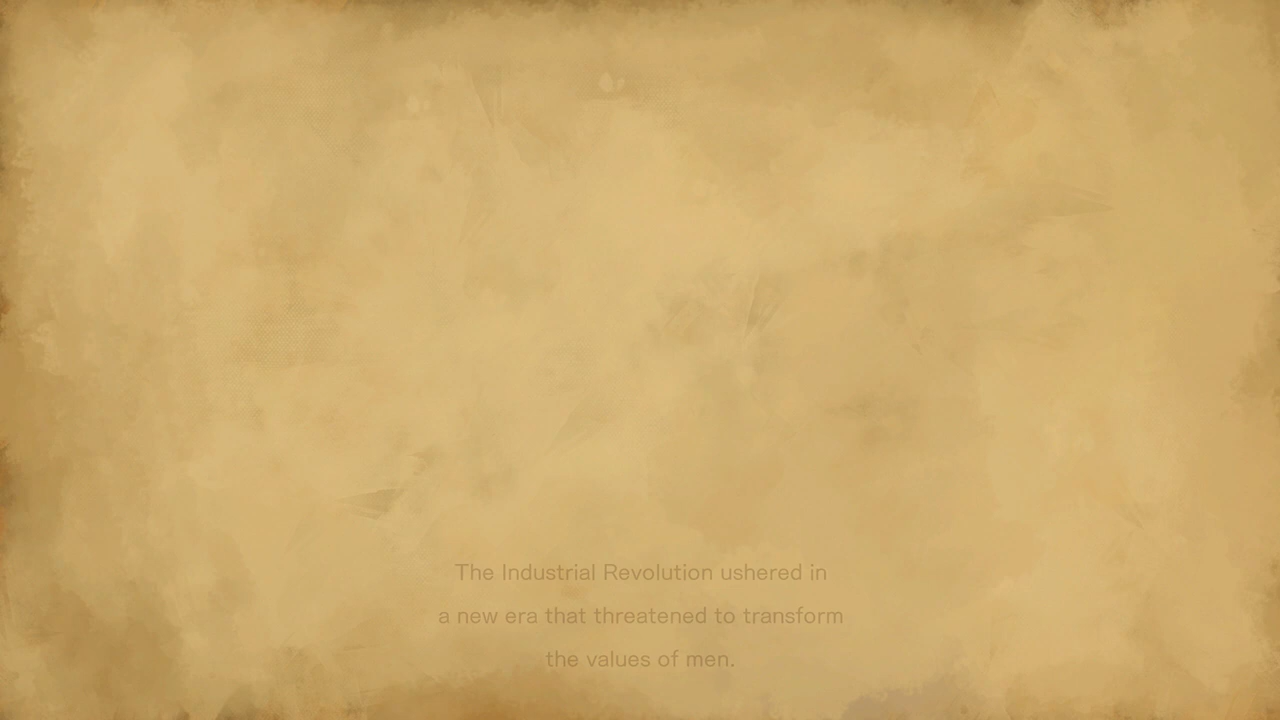 The Industrial Revolution ushered in
a new era that threatened to transform
the values of men.